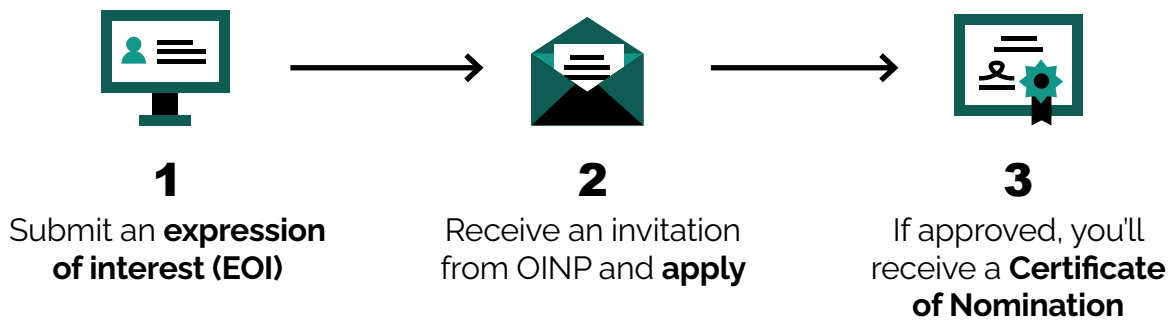 1
Submit an expression
of interest (EOI)
2
Receive an invitation
from OINP and apply
3
If approved, you'll
receive a Certificate
of Nomination